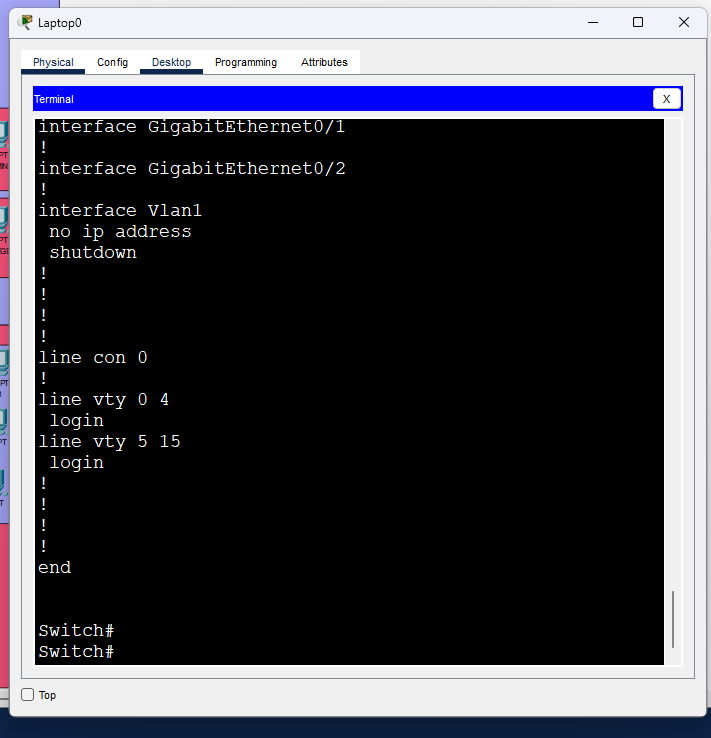 Laptop0
Physical Config Desktop Programming Attributes
Terminal X
interface GigabitEthernet0/1
!
interface GigabitEthernet0/2
!
interface Vlan1
 no ip address
 shutdown
!
!
!
!
line con 0
!
line vty 0 4
 login
line vty 5 15
 login
!
!
!
!
end
Switch#
Switch#
Top